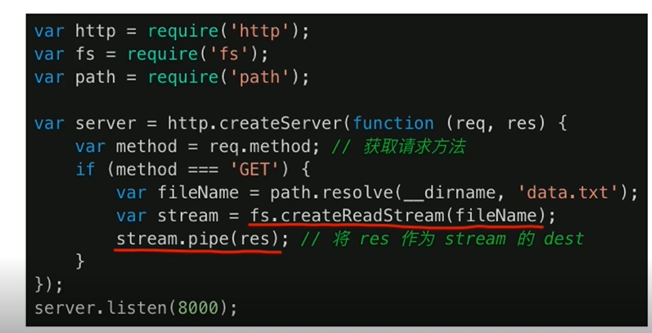 var http = require('http');
var fs = require('fs');
var path = require('path');
var server = http.createServer(function (req, res) {
    var method = req.method; // 获取请求方法
    if (method === 'GET') {
        var fileName = path.resolve(__dirname, 'data.txt');
        var stream = fs.createReadStream(fileName);
        stream.pipe(res); // 将 res 作为 stream 的 dest
    }
});
server.listen(8000);